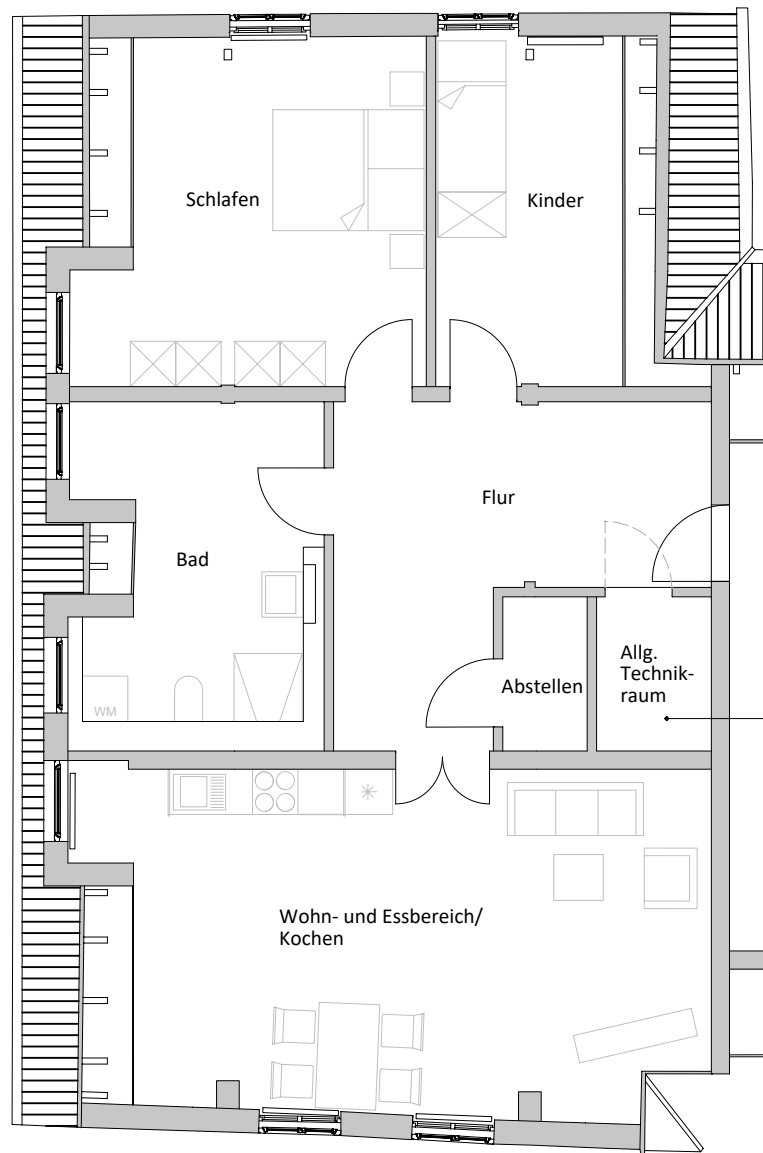 Schlafen
Kinder
Flur
Bad
Allg.
Technik-
raum
Abstellen
WM
Wohn- und Essbereich/
Kochen